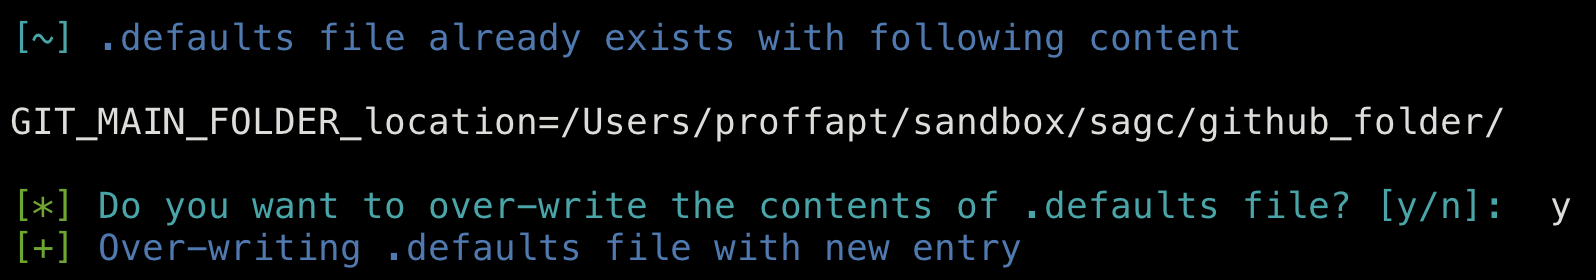 [~] .defaults file already exists with following content
GIT_MAIN_FOLDER_location=/Users/proffapt/sandbox/sagc/github_folder/
[*] Do you want to over-write the contents of .defaults file? [y/n]:  y
[+] Over-writing .defaults file with new entry